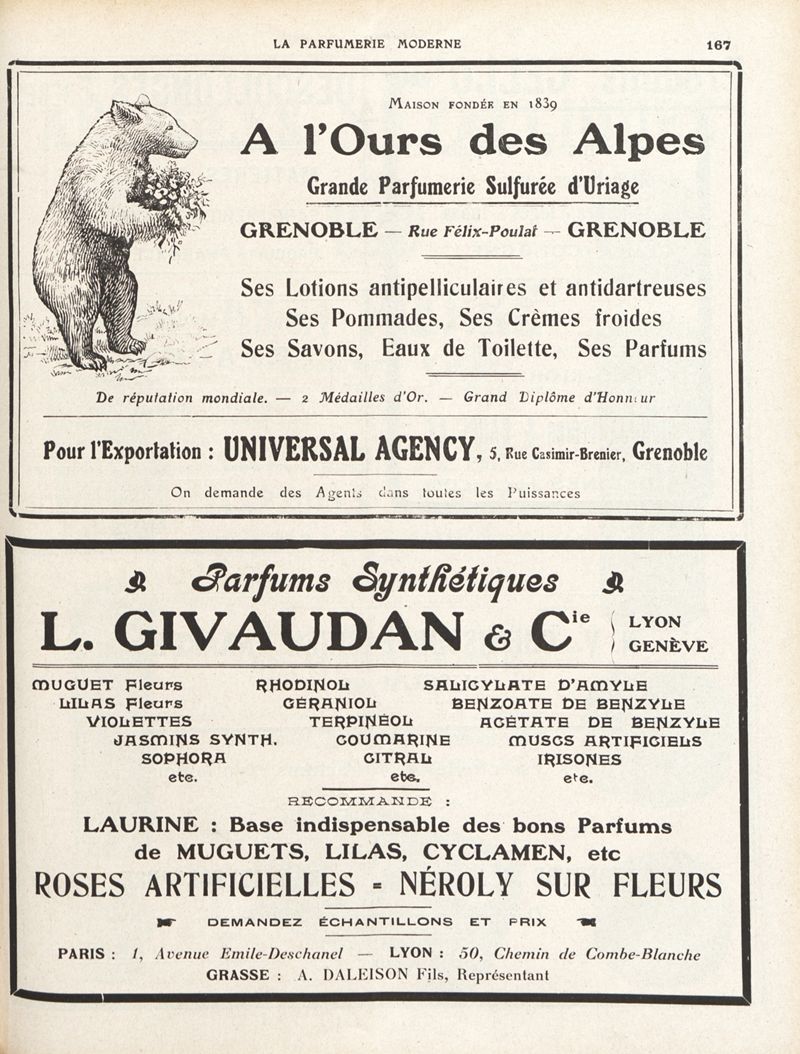 LA PARFUMERIE MODERNE 167
MAISON FONDÉE EN 1839
A l'Ours des Alpes
Grande Parfumerie Sulfurée d'Uriage
GRENOBLE — Rue Félix-Poulat — GRENOBLE
Ses Lotions antipelliculaires et antidartreuses
Ses Pommades, Ses Crèmes froides
Ses Savons, Eaux de Toilette, Ses Parfums
De réputation mondiale. — 2 Médailles d'Or. — Grand Diplôme d'Honneur
Pour l'Exportation : UNIVERSAL AGENCY, 5, Rue Casimir-Brenier, Grenoble
On demande des Agents dans toutes les Puissances
Parfums Synthétiques
L. GIVAUDAN & Cie LYON
GENÈVE
MUGUET Fleurs RHODINOL SALICYLATE D'AMYLE
LILAS Fleurs GÉRANIOL BENZOATE DE BENZYLE
VIOLETTES TERPINÉOL ACÉTATE DE BENZYLE
JASMINS SYNTH. COUMARINE MUSCS ARTIFICIELS
SOPHORA CITRAL IRISONES
etc. etc. etc.
RECOMMANDE :
LAURINE : Base indispensable des bons Parfums
de MUGUETS, LILAS, CYCLAMEN, etc
ROSES ARTIFICIELLES = NÉROLY SUR FLEURS
DEMANDEZ ÉCHANTILLONS ET PRIX
PARIS : 1, Avenue Emile-Deschanel — LYON : 50, Chemin de Combe-Blanche
GRASSE : A. DALEISON Fils, Représentant